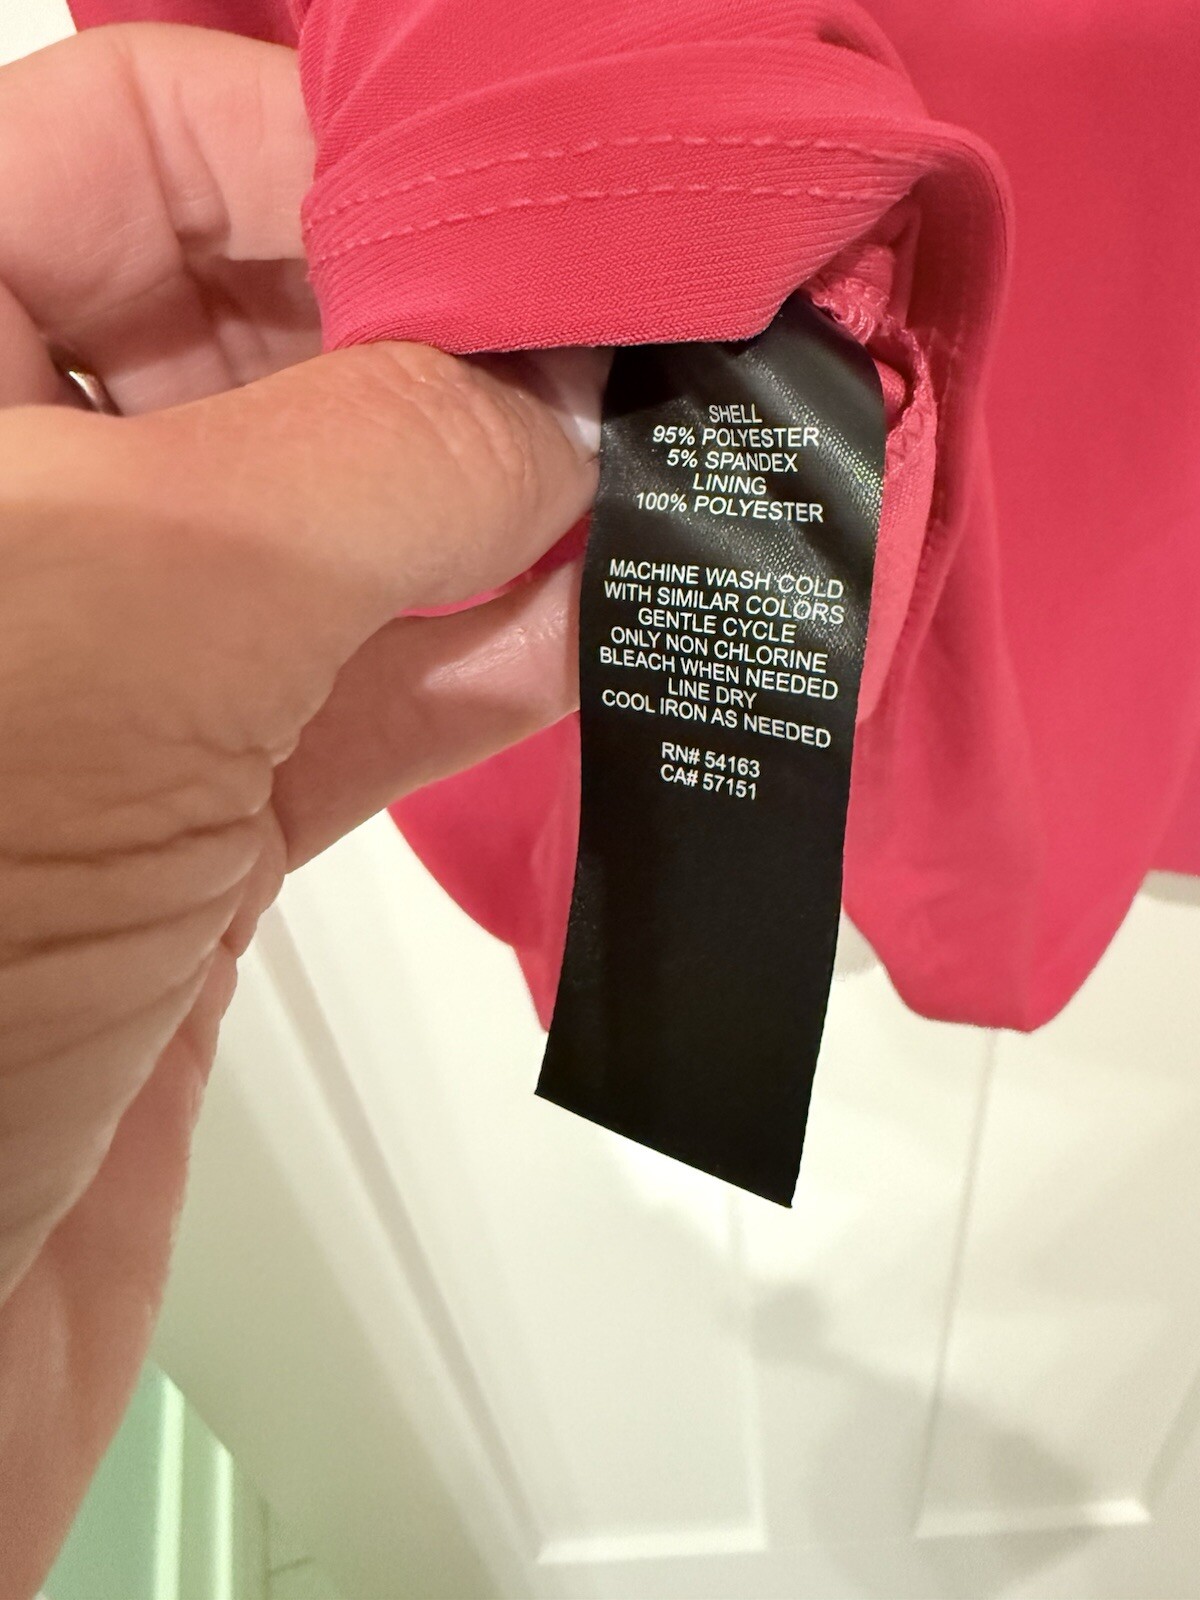 SHELL
95% POLYESTER
5% SPANDEX
LINING
100% POLYESTER
MACHINE WASH COLD
WITH SIMILAR COLORS
GENTLE CYCLE
ONLY NON CHLORINE
BLEACH WHEN NEEDED
LINE DRY
COOL IRON AS NEEDED
RN# 54163
CA# 57151